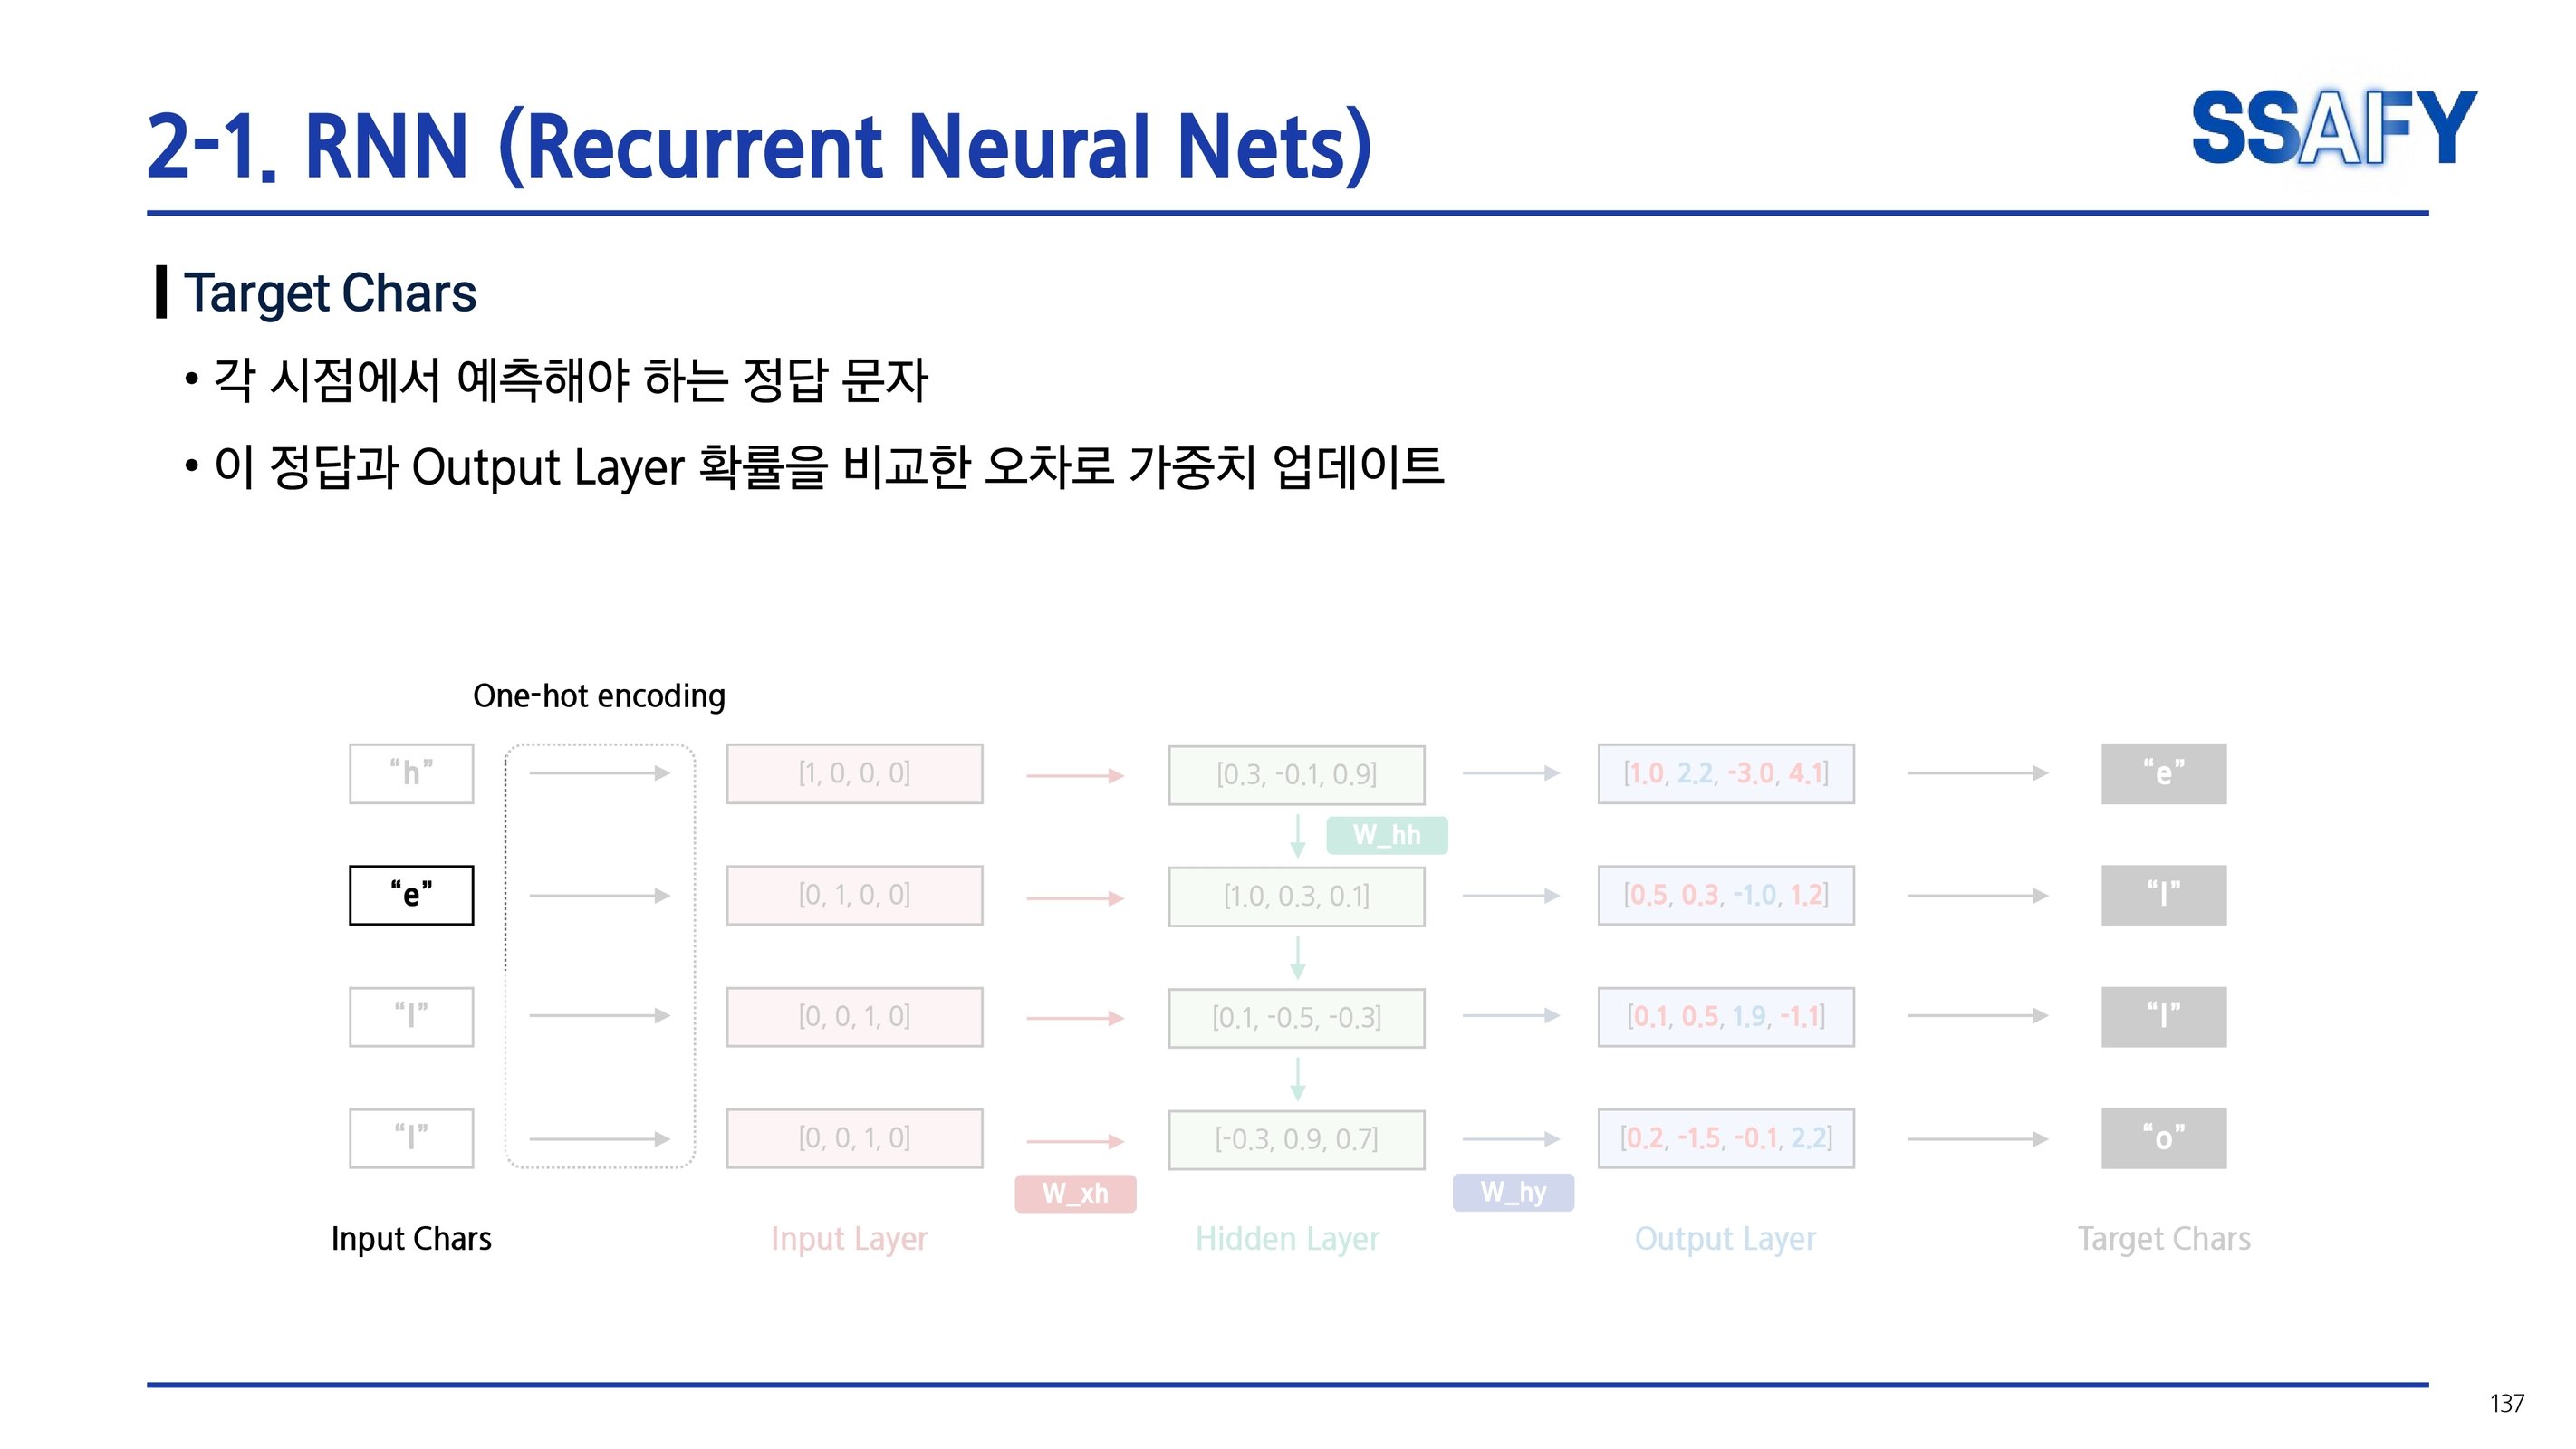 2-1. RNN (Recurrent Neural Nets)
SSAFY
Target Chars
• 각 시점에서 예측해야 하는 정답 문자
• 이 정답과 Output Layer 확률을 비교한 오차로 가중치 업데이트
One-hot encoding
“h” [1, 0, 0, 0] [0.3, -0.1, 0.9] [1.0, 2.2, -3.0, 4.1] “e”
W_hh
“e” [0, 1, 0, 0] [1.0, 0.3, 0.1] [0.5, 0.3, -1.0, 1.2] “l”
“l” [0, 0, 1, 0] [0.1, -0.5, -0.3] [0.1, 0.5, 1.9, -1.1] “l”
“l” [0, 0, 1, 0] [-0.3, 0.9, 0.7] [0.2, -1.5, -0.1, 2.2] “o”
W_xh W_hy
Input Chars Input Layer Hidden Layer Output Layer Target Chars
137